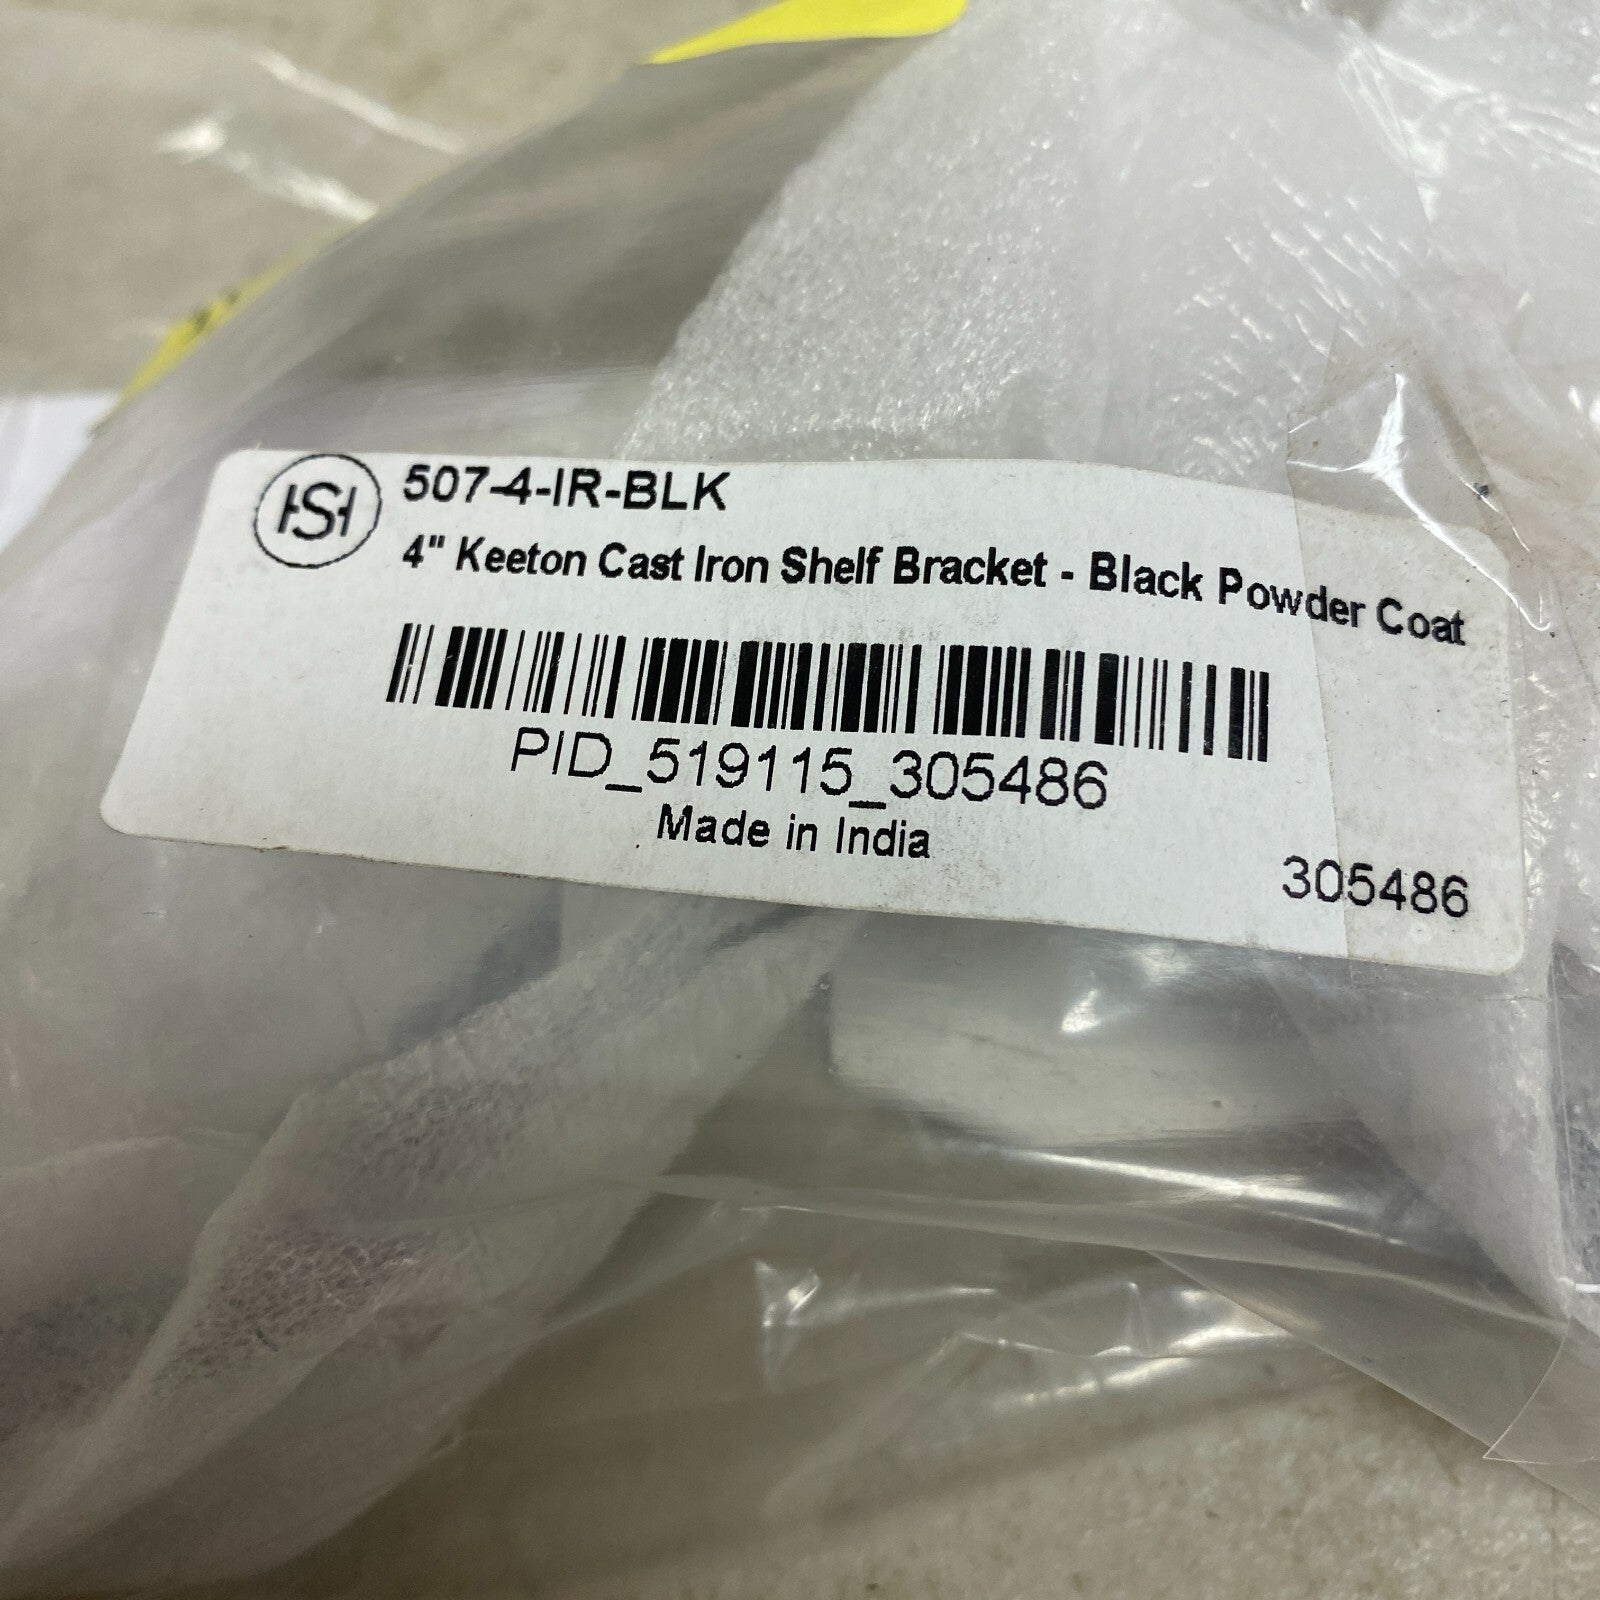 HSH
507-4-IR-BLK
4" Keeton Cast Iron Shelf Bracket - Black Powder Coat
PID_519115_305486
Made in India
305486